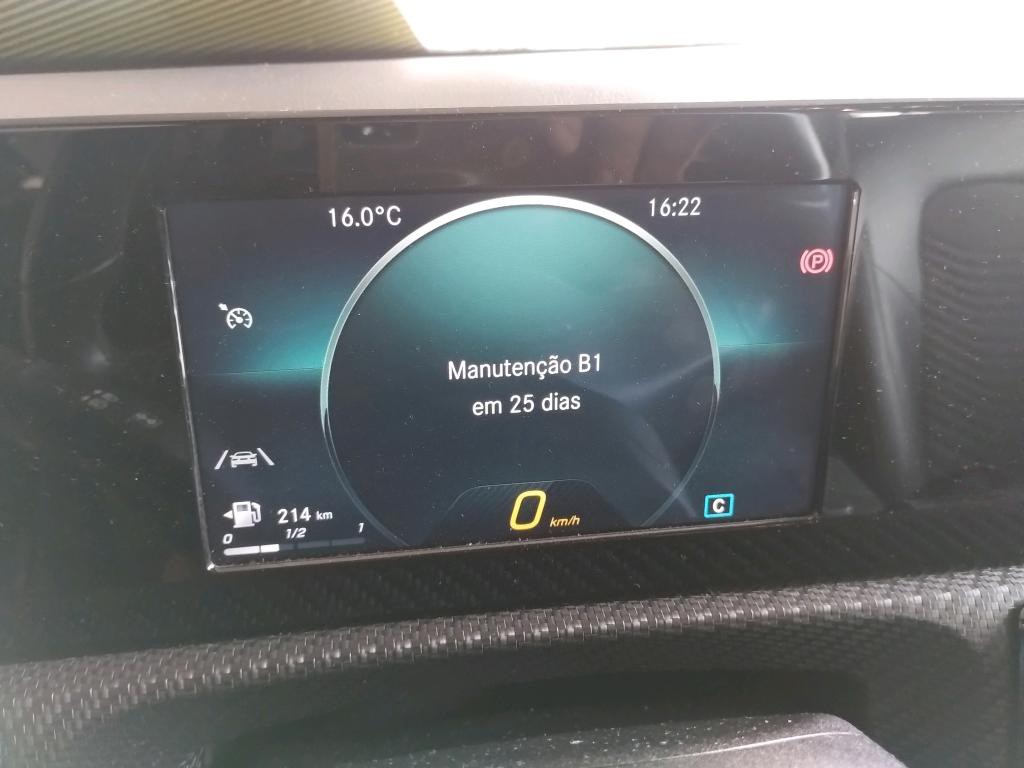 16.0°C
16:22
P
Manutenção B1
em 25 dias
C
214 km
0 1/2 1
0 km/h